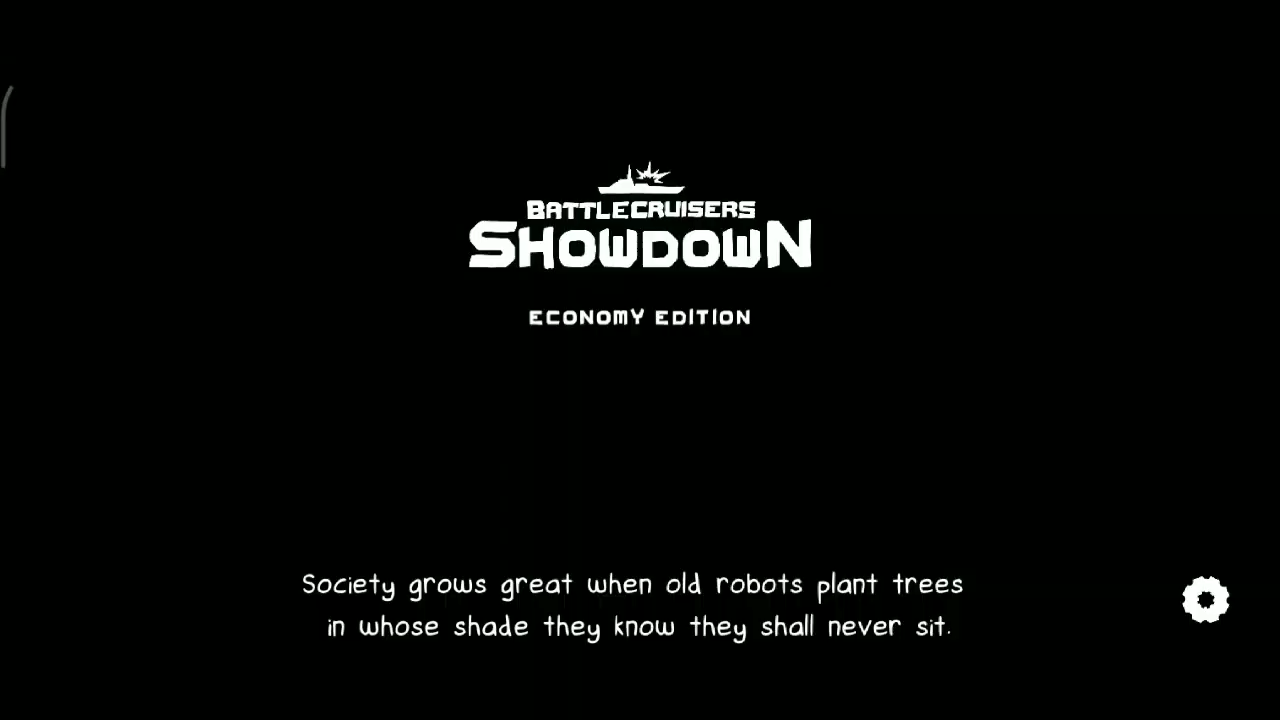 BATTLECRUISERS
SHOWDOWN
ECONOMY EDITION
Society grows great when old robots plant trees
in whose shade they know they shall never sit.